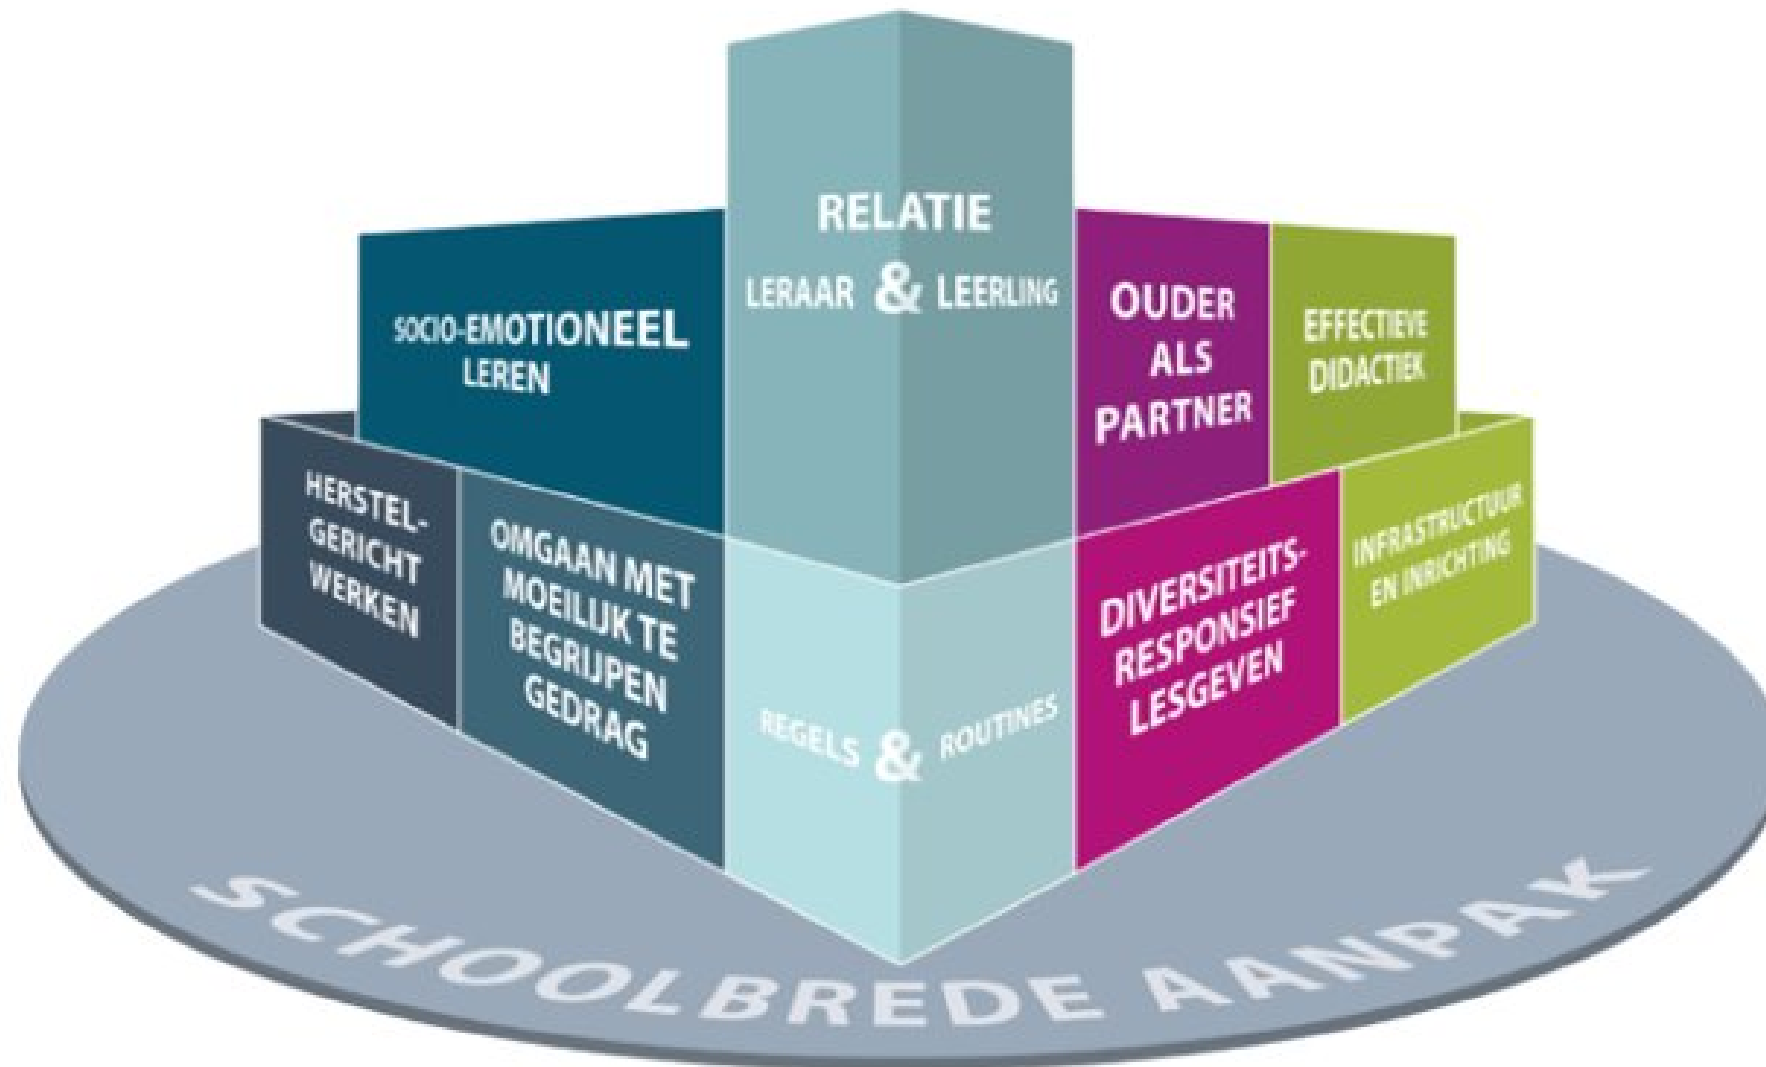 RELATIE
LERAAR & LEERLING
SOCIO-EMOTIONEEL
LEREN
OUDER
ALS
PARTNER
EFFECTIEVE
DIDACTIEK
HERSTEL-
GERICHT
WERKEN
OMGAAN MET
MOEILIJK TE
BEGRIJPEN
GEDRAG
REGELS & ROUTINES
DIVERSITEITS-
RESPONSIEF
LESGEVEN
INFRASTRUCTUUR
EN INRICHTING
SCHOOLBREDE AANPAK